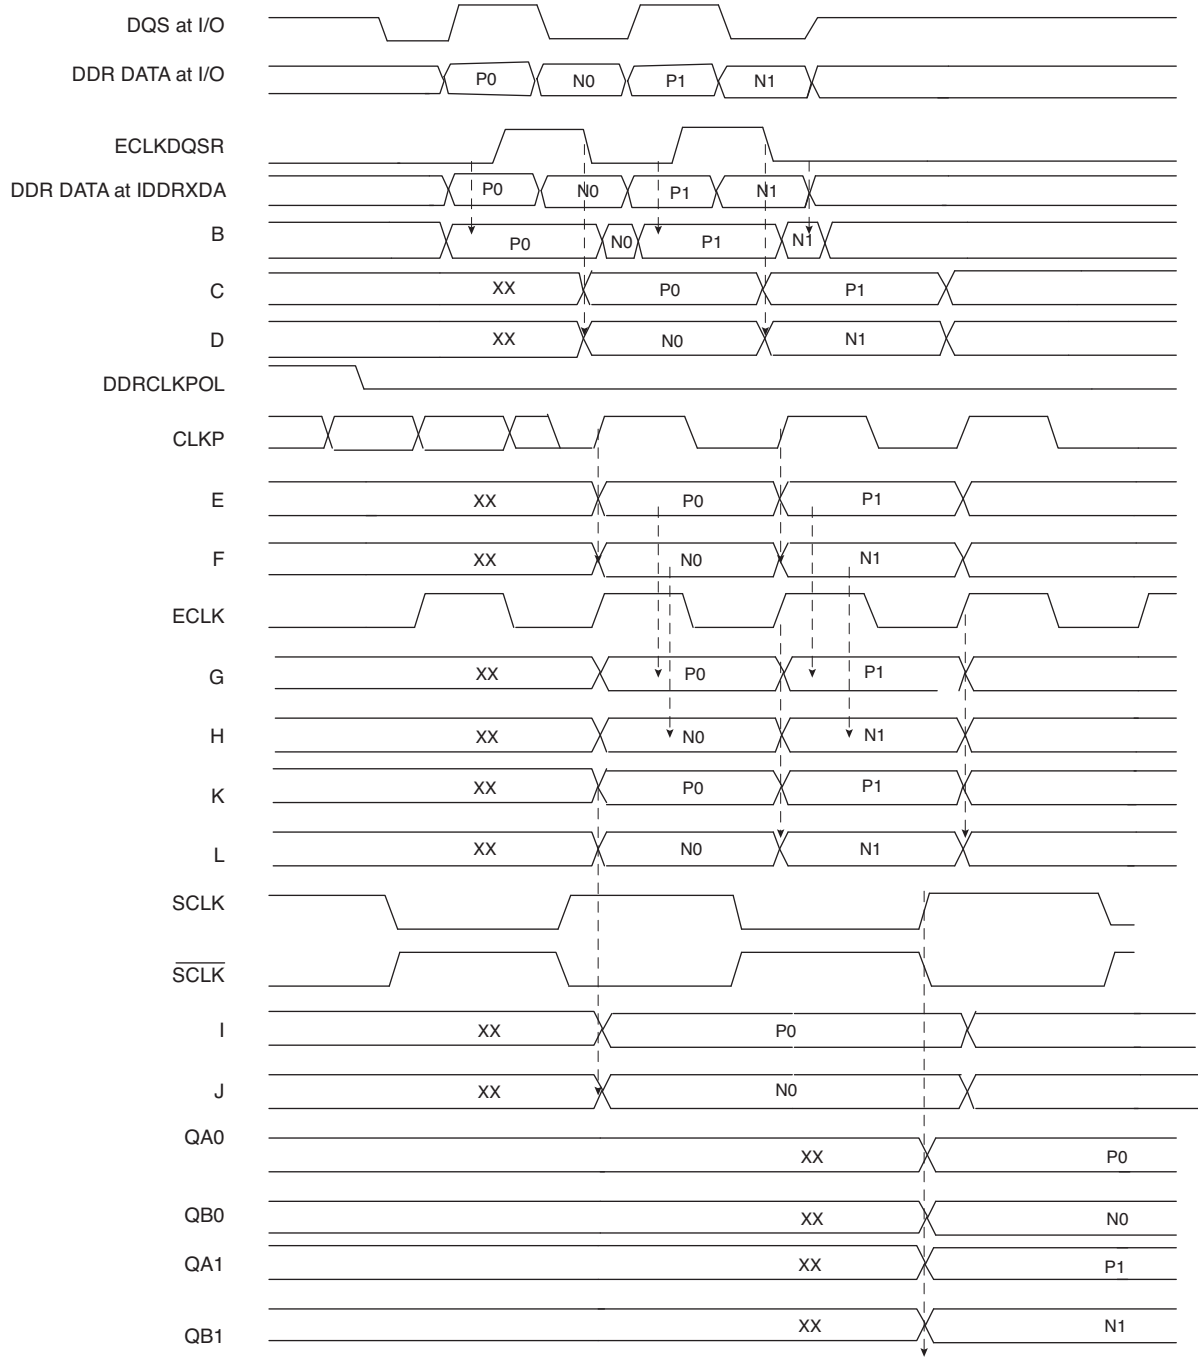 DQS at I/O
DDR DATA at I/O P0 N0 P1 N1
ECLKDQSR
DDR DATA at IDDRXDA P0 N0 P1 N1
B P0 N0 P1 N1
C XX P0 P1
D XX N0 N1
DDRCLKPOL
CLKP
E XX P0 P1
F XX N0 N1
ECLK
G XX P0 P1
H XX N0 N1
K XX P0 P1
L XX N0 N1
SCLK
SCLK
I XX P0
J XX N0
QA0 XX P0
QB0 XX N0
QA1 XX P1
QB1 XX N1